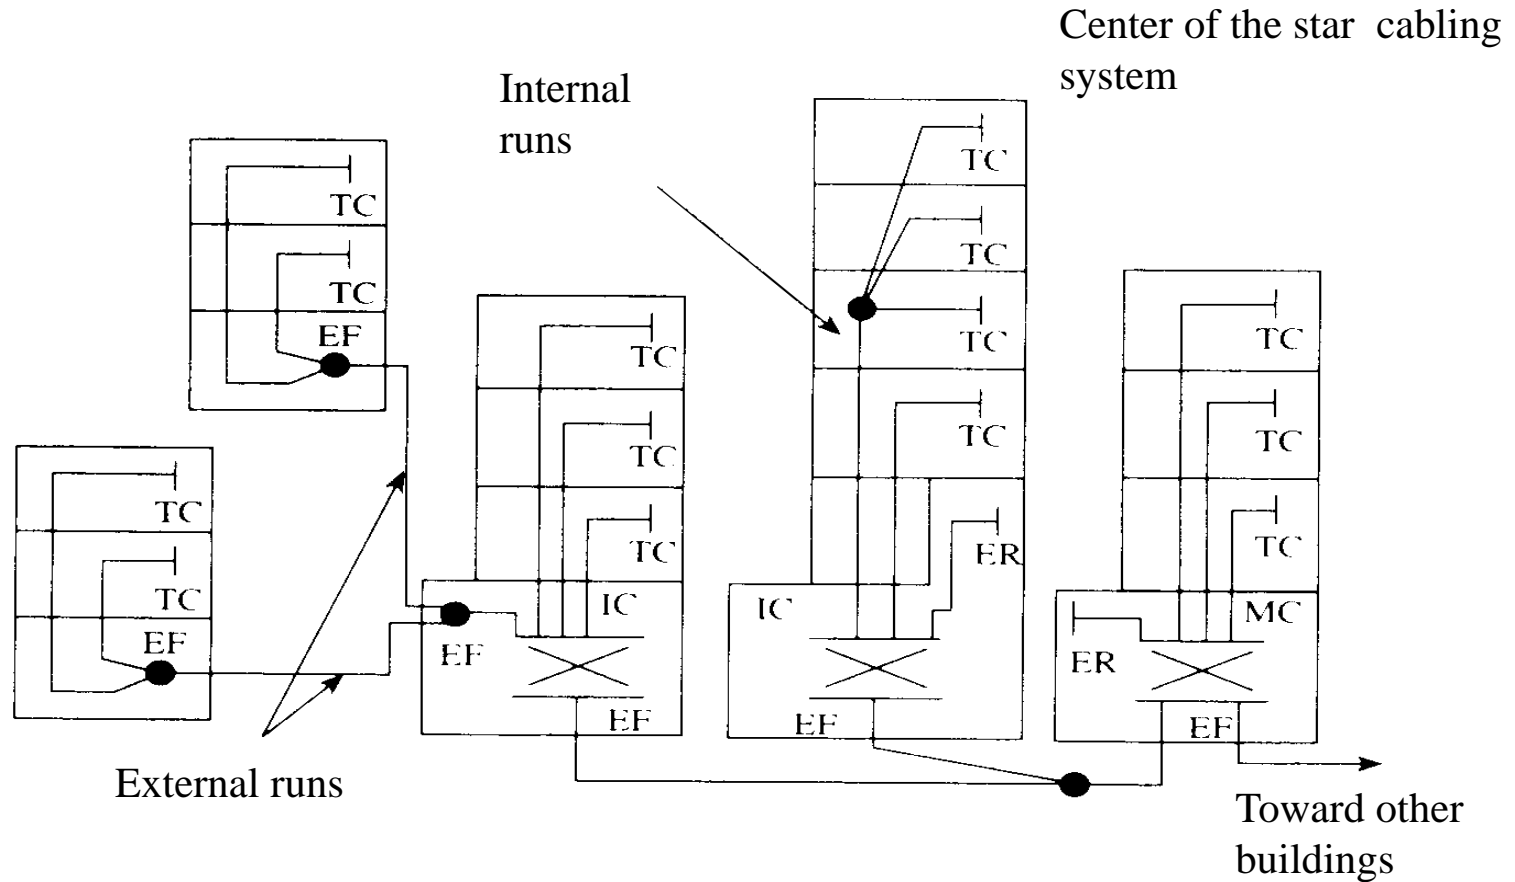 Center of the star cabling
system
Internal
runs
TC
TC
EF
TC
TC
EF
TC
TC
TC
IC
EF
EF
TC
TC
TC
TC
ER
IC
EF
TC
TC
TC
MC
ER
EF
External runs
Toward other
buildings